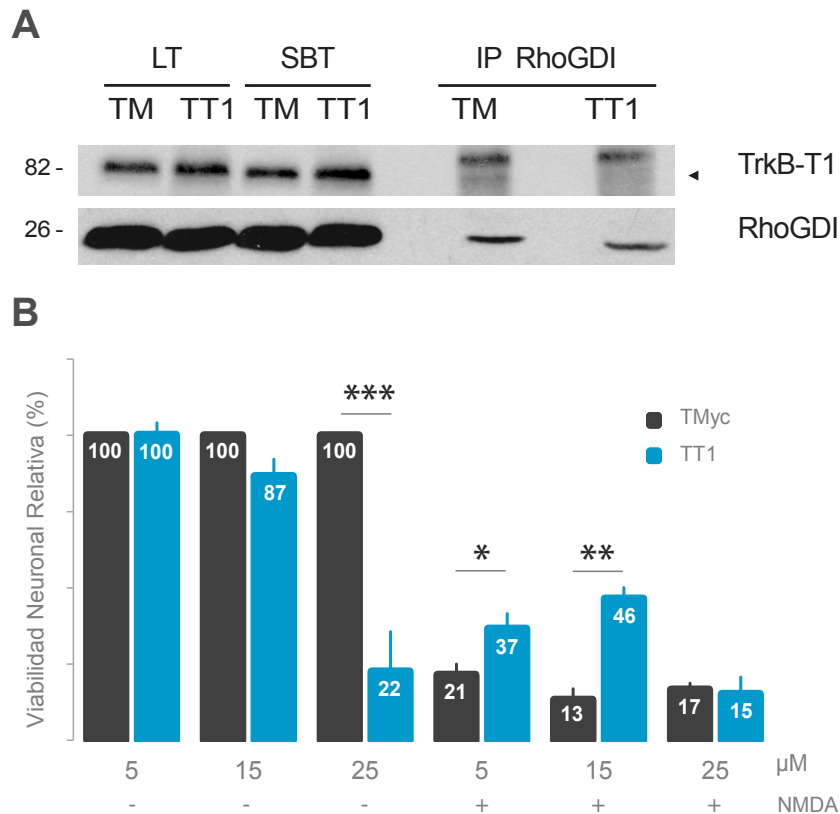 A
LT SBT IP RhoGDI
TM TT1 TM TT1 TM TT1
82 - TrkB-T1
26 - RhoGDI
B
Viabilidad Neuronal Relativa (%)
*** * **
TMyc
TT1
100 100 100 87 100 22 21 37 13 46 17 15
5 15 25 5 15 25 µM
- - - + + + NMDA